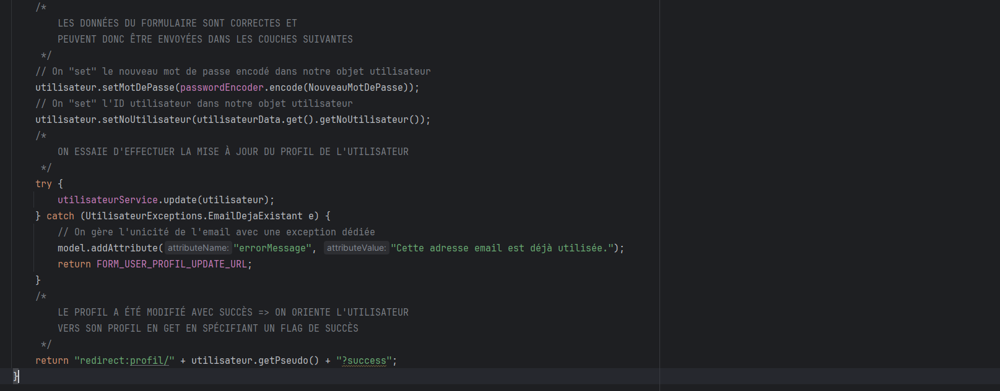 /*
LES DONNÉES DU FORMULAIRE SONT CORRECTES ET
PEUVENT DONC ÊTRE ENVOYÉES DANS LES COUCHES SUIVANTES
*/
// On "set" le nouveau mot de passe encodé dans notre objet utilisateur
utilisateur.setMotDePasse(passwordEncoder.encode(NouveauMotDePasse));
// On "set" l'ID utilisateur dans notre objet utilisateur
utilisateur.setNoUtilisateur(utilisateurData.get().getNoUtilisateur());
/*
ON ESSAIE D'EFFECTUER LA MISE À JOUR DU PROFIL DE L'UTILISATEUR
*/
try {
utilisateurService.update(utilisateur);
} catch (UtilisateurExceptions.EmailDejaExistant e) {
// On gère l'unicité de l'email avec une exception dédiée
model.addAttribute( attributeName: "errorMessage", attributeValue: "Cette adresse email est déjà utilisée.");
return FORM_USER_PROFIL_UPDATE_URL;
}
/*
LE PROFIL A ÉTÉ MODIFIÉ AVEC SUCCÈS => ON ORIENTE L'UTILISATEUR
VERS SON PROFIL EN GET EN SPÉCIFIANT UN FLAG DE SUCCÈS
*/
return "redirect:profil/" + utilisateur.getPseudo() + "?success";
}